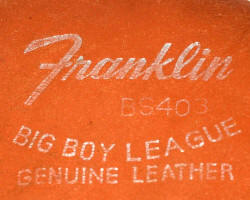 Franklin
BS403
BIG BOY LEAGUE
GENUINE LEATHER